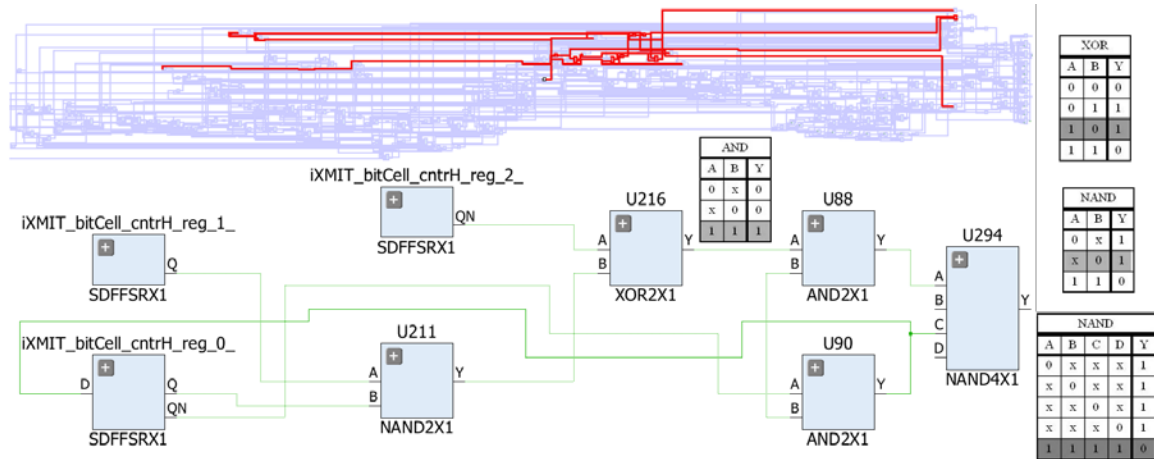 XOR
A B Y
0 0 0
0 1 1
1 0 1
1 1 0
AND
A B Y
0 x 0
x 0 0
1 1 1
iXMIT_bitCell_cntrH_reg_2_
QN
SDFFSRX1
iXMIT_bitCell_cntrH_reg_1_
Q
SDFFSRX1
U216
A
B
Y
XOR2X1
U88
A
B
Y
AND2X1
NAND
A B Y
0 x 1
x 0 1
1 1 0
U294
A
B
C
D
Y
NAND4X1
iXMIT_bitCell_cntrH_reg_0_
D
Q
QN
SDFFSRX1
U211
A
B
Y
NAND2X1
U90
A
B
Y
AND2X1
NAND
A B C D Y
0 x x x 1
x 0 x x 1
x x 0 x 1
x x x 0 1
1 1 1 1 0